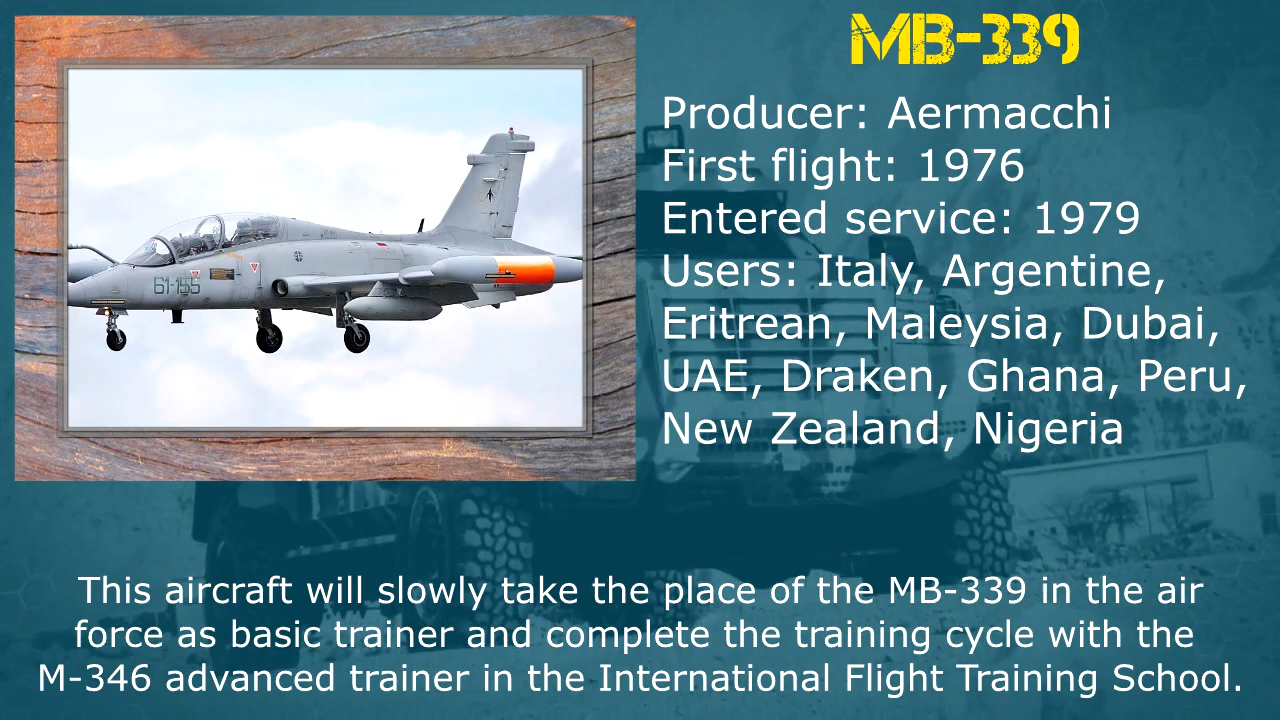 MB-339
Producer: Aermacchi
First flight: 1976
Entered service: 1979
Users: Italy, Argentine,
Eritrean, Maleysia, Dubai,
UAE, Draken, Ghana, Peru,
New Zealand, Nigeria
61-155
This aircraft will slowly take the place of the MB-339 in the air
force as basic trainer and complete the training cycle with the
M-346 advanced trainer in the International Flight Training School.